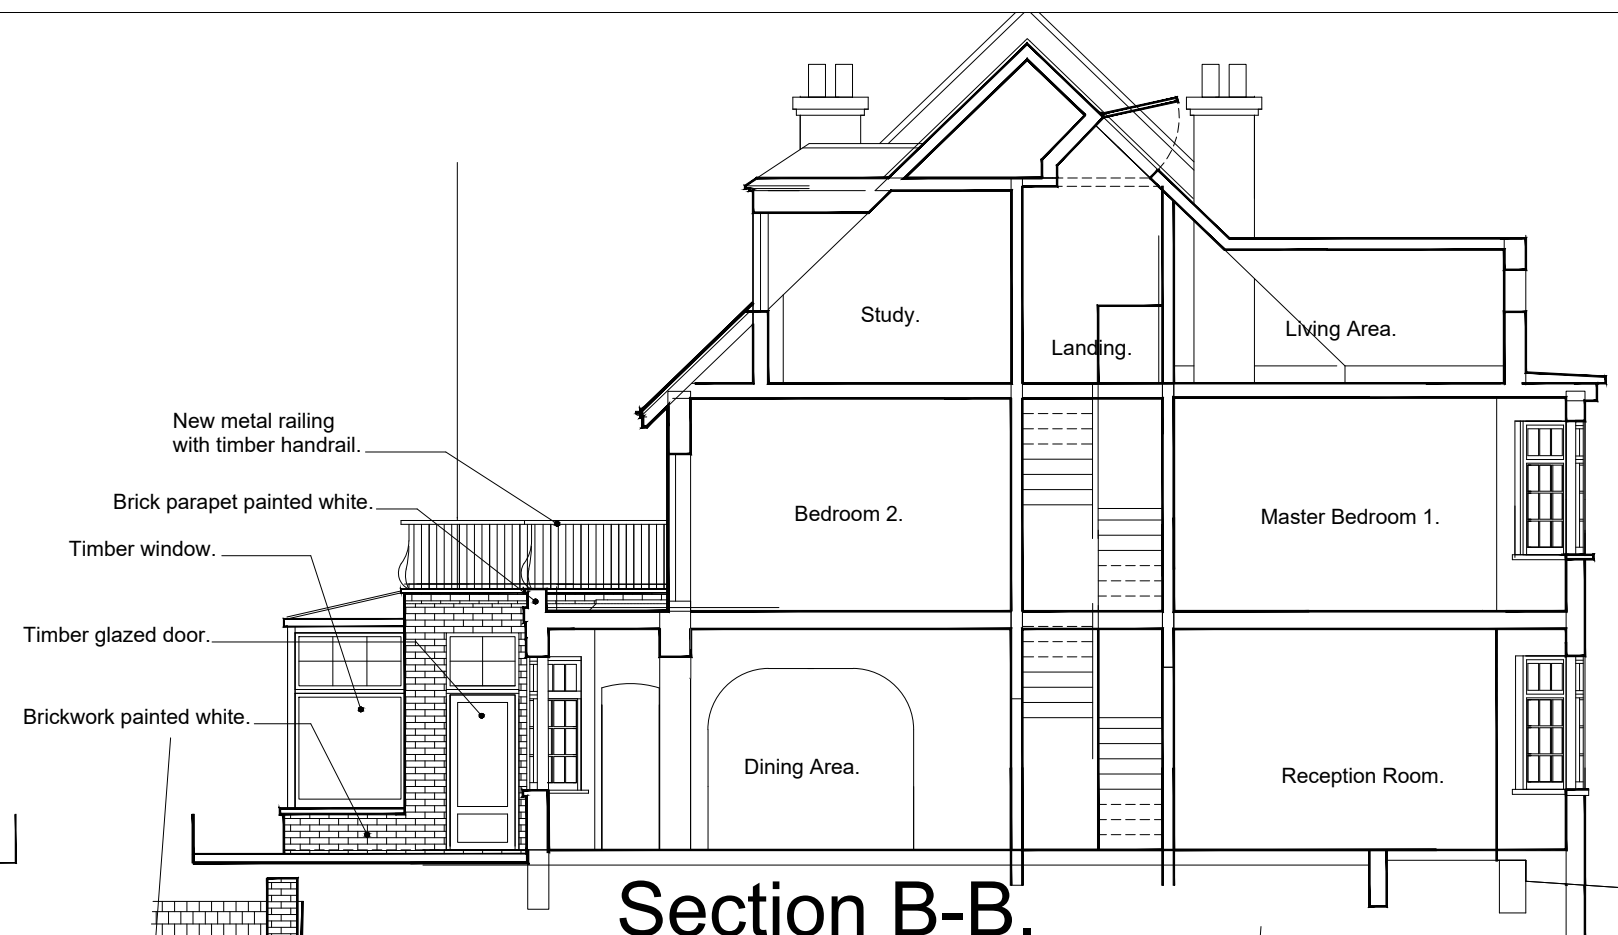 Study.
Landing.
Living Area.
New metal railing
with timber handrail.
Brick parapet painted white.
Timber window.
Timber glazed door.
Brickwork painted white.
Bedroom 2.
Master Bedroom 1.
Dining Area.
Reception Room.
Section B-B.